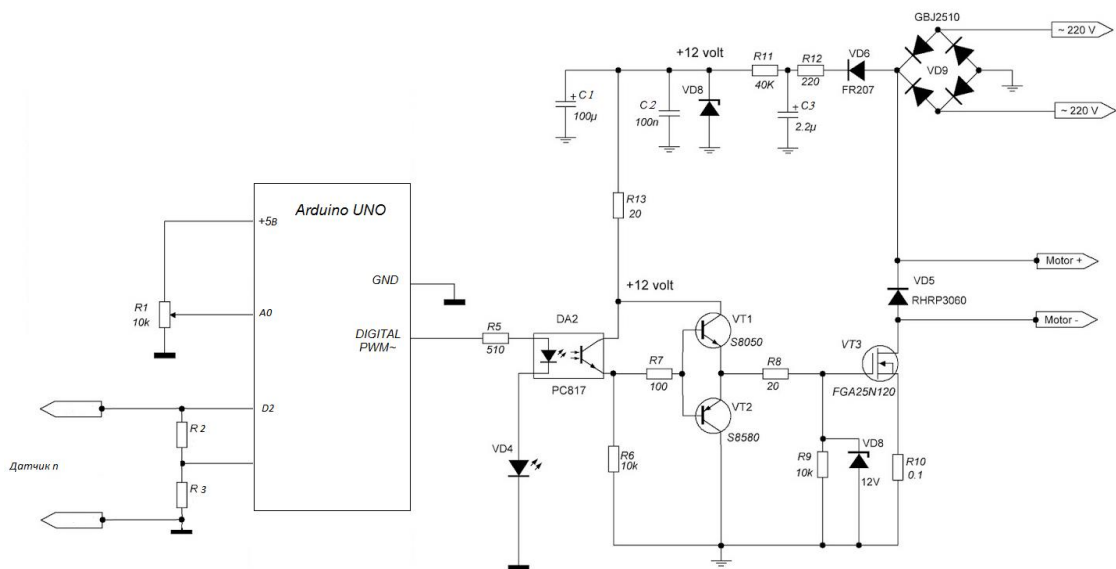 GBJ2510
~ 220 V
+12 volt
R11
40K
R12
220
VD6
FR207
VD9
C1
100µ
C2
100n
VD8
C3
2.2µ
~ 220 V
Arduino UNO
+5в
R13
20
GND
Motor +
+12 volt
VD5
RHRP3060
R1
10k
A0
DIGITAL
PWM~
R5
510
DA2
PC817
VT1
S8050
Motor -
VT3
FGA25N120
R7
100
R8
20
D2
R2
VT2
S8580
Датчик n
R3
VD4
R6
10k
R9
10k
VD8
12V
R10
0.1